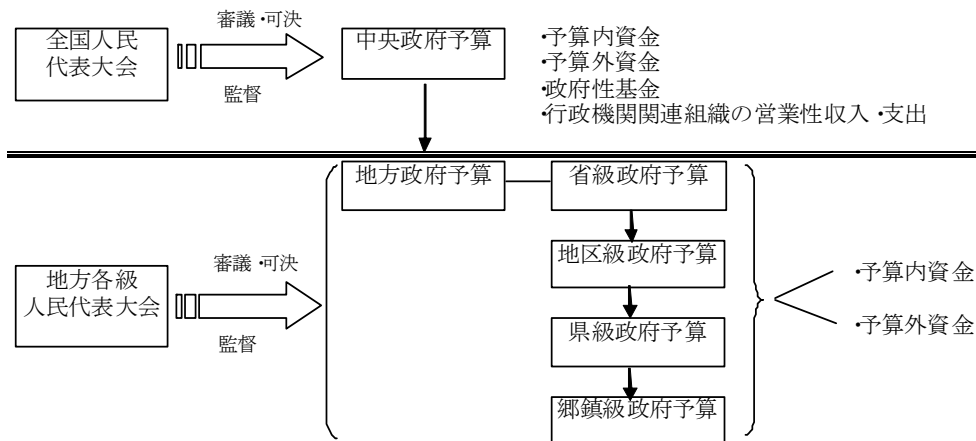 審議・可決
全国人民
代表大会
監督
中央政府予算
・予算内資金
・予算外資金
・政府性基金
・行政機関関連組織の営業性収入・支出
地方政府予算
省級政府予算
審議・可決
地方各級
人民代表大会
監督
地区級政府予算
県級政府予算
郷鎮級政府予算
・予算内資金
・予算外資金